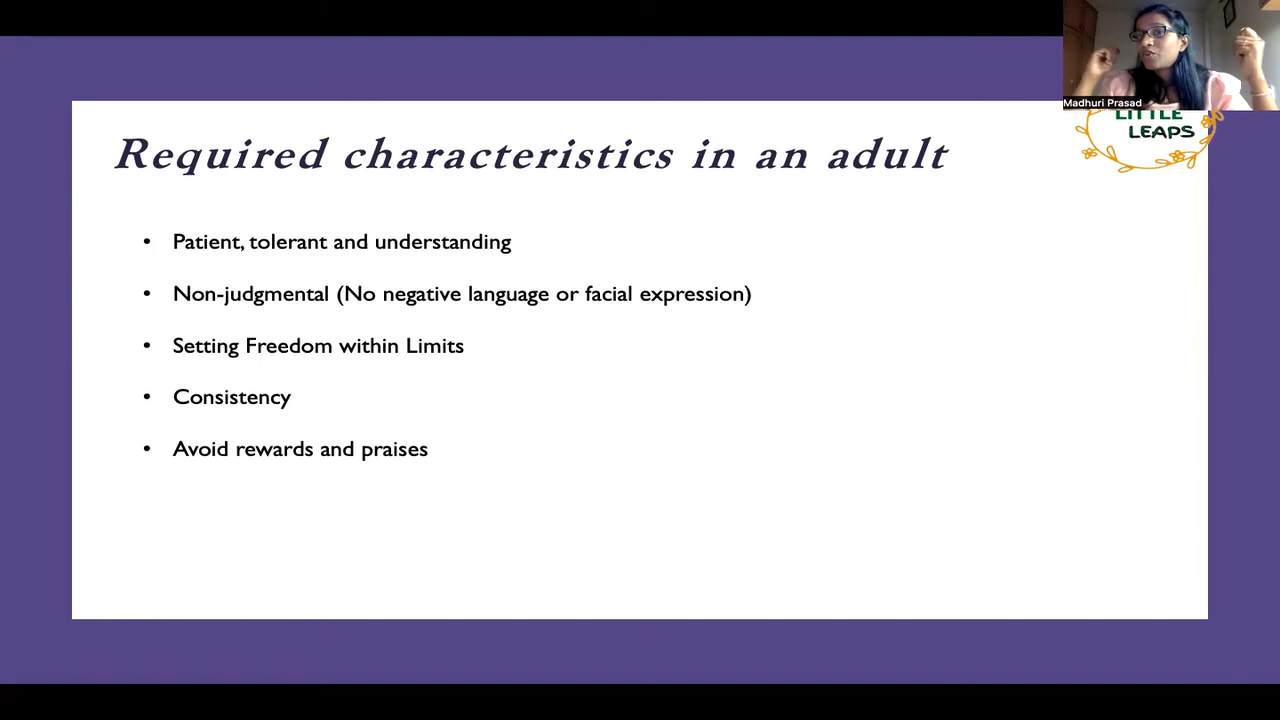 Madhuri Prasad
LITTLE
LEAPS
Required characteristics in an adult
• Patient, tolerant and understanding
• Non-judgmental (No negative language or facial expression)
• Setting Freedom within Limits
• Consistency
• Avoid rewards and praises